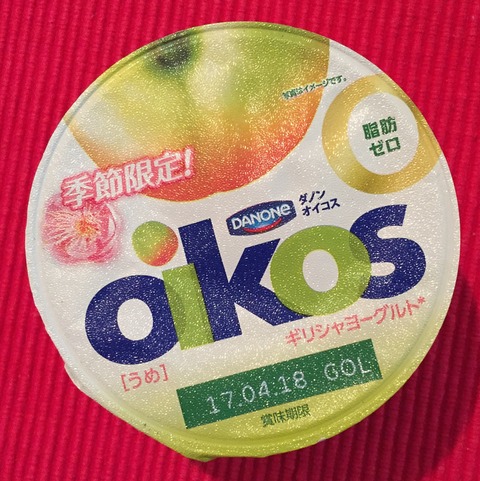 写真はイメージです。
脂肪
ゼロ
季節限定!
DANONE
ダノン
オイコス
oikos
ギリシャヨーグルト*
[うめ]
17.04.18 GOL
賞味期限